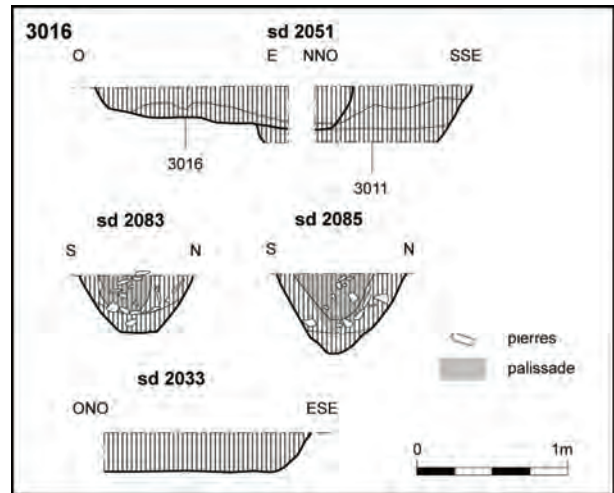 3016 sd 2051
O E NNO SSE
3016
3011
sd 2083 sd 2085
S N S N
pierres
palissade
sd 2033
ONO ESE
0 1m